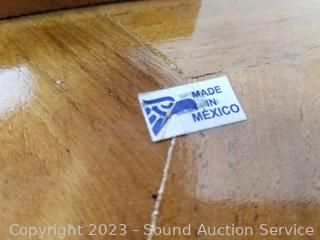 MADE
IN
MÉXICO
Copyright 2023 - Sound Auction Service